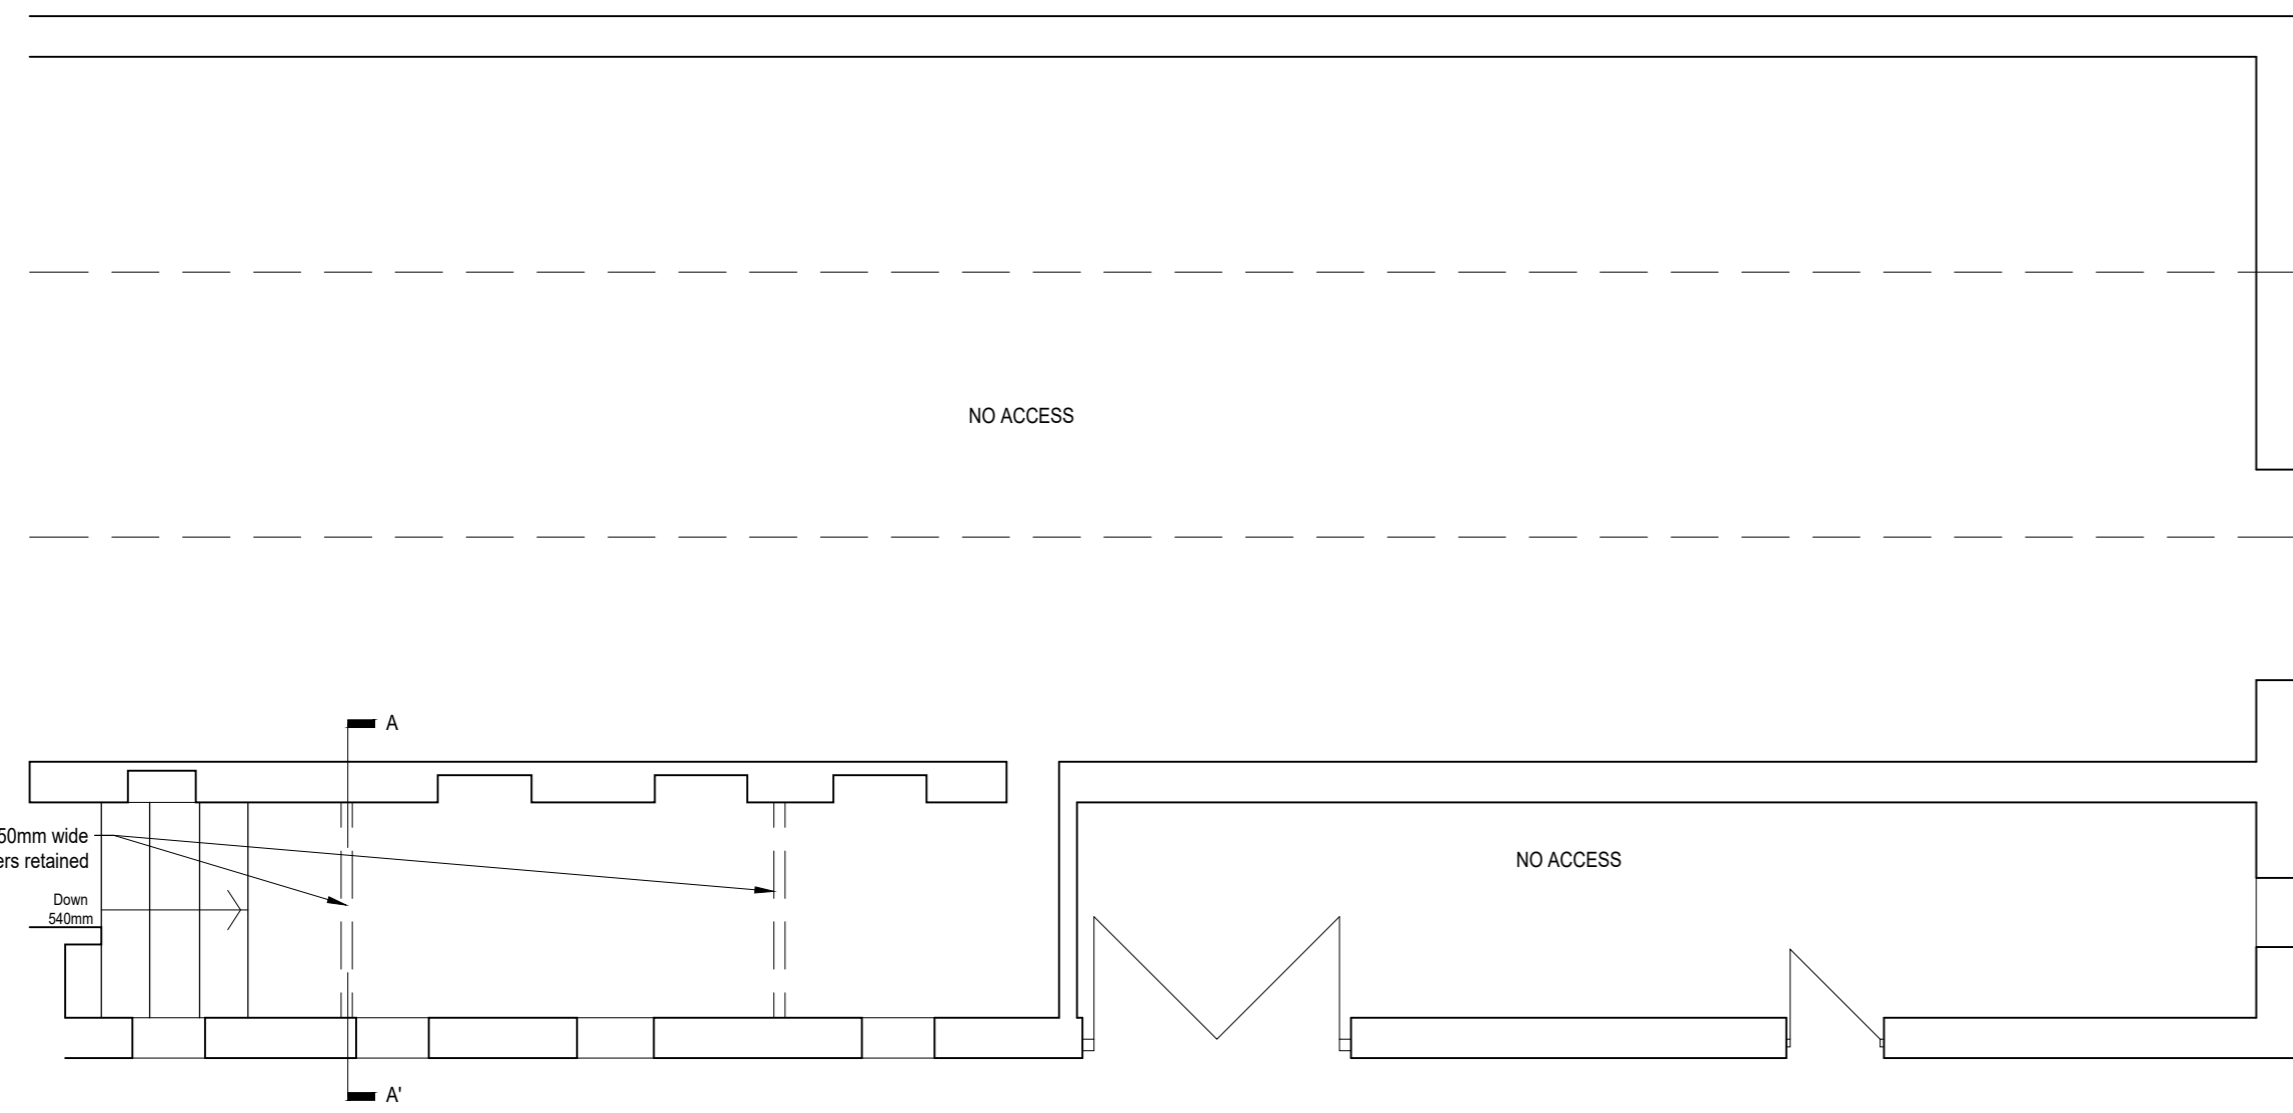 NO ACCESS
A
50mm wide
ers retained
NO ACCESS
Down
540mm
A'